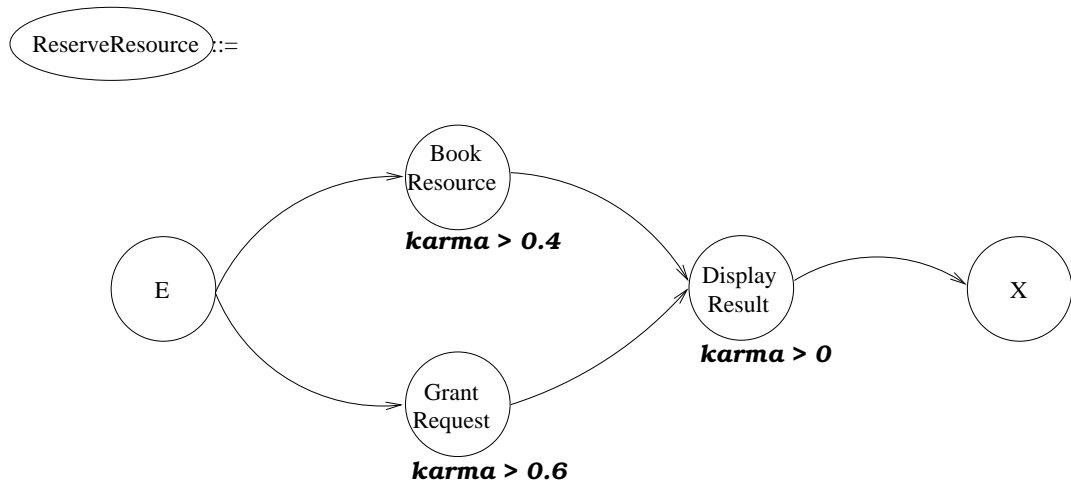 ReserveResource ::=
Book
Resource
karma > 0.4
E
Display
Result
karma > 0
X
Grant
Request
karma > 0.6